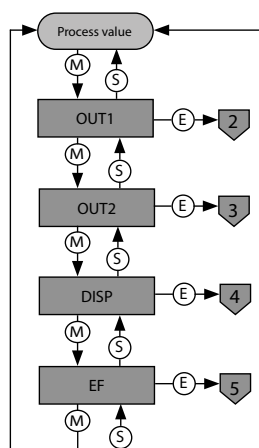 Process value
M S
OUT1 E 2
M S
OUT2 E 3
M S
DISP E 4
M S
EF E 5
M S